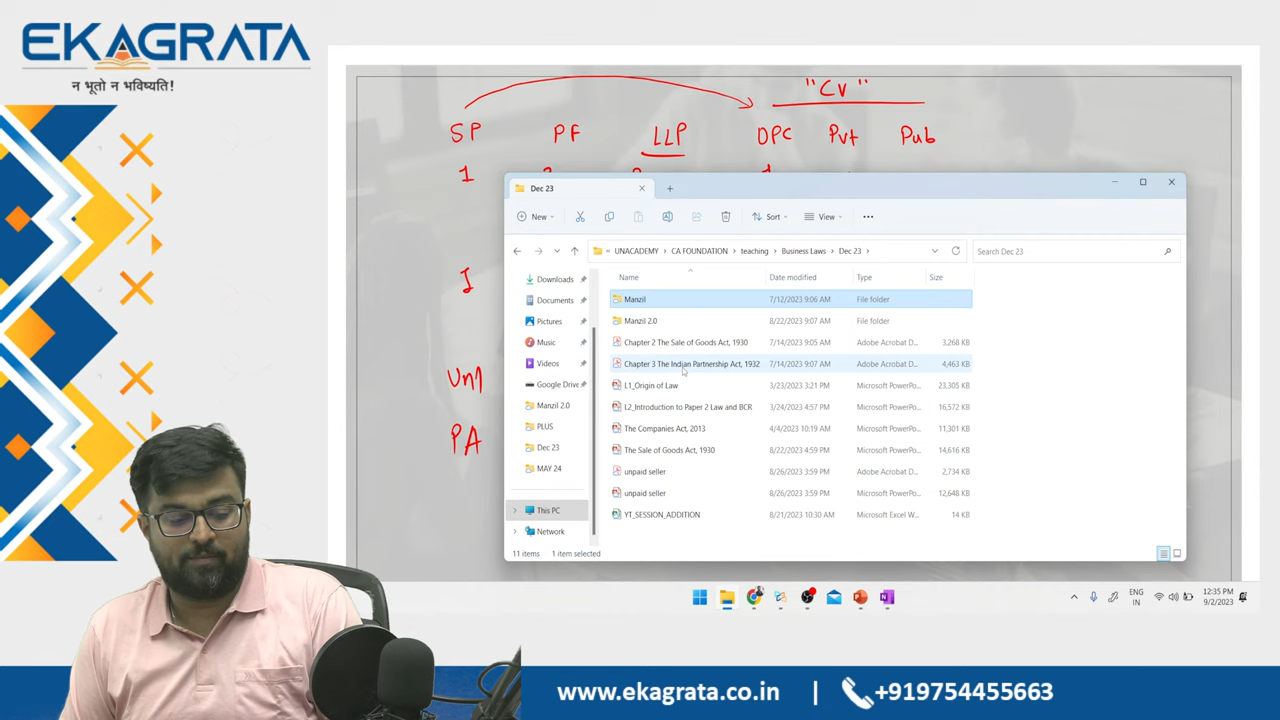 EKAGRATA
न भूतो न भविष्यति!
"CV"
SP PF LLP OPC Pvt Pub
1
I
PA
Dec 23
New
Sort
View
« UNACADEMY > CA FOUNDATION > teaching > Business Laws > Dec 23 >
Search Dec 23
Name Date modified Type Size
Downloads
Documents
Pictures
Music
Videos
Google Drive
Manzil 2.0
PLUS
Dec 23
MAY 24
This PC
Network
Manzil 7/12/2023 9:06 AM File folder
Manzil 2.0 8/22/2023 9:07 AM File folder
Chapter 2 The Sale of Goods Act, 1930 7/14/2023 9:05 AM Adobe Acrobat D... 3,268 KB
Chapter 3 The Indian Partnership Act, 1932 7/14/2023 9:07 AM Adobe Acrobat D... 4,463 KB
L1_Origin of Law 3/23/2023 3:21 PM Microsoft PowerPo... 23,305 KB
L2_Introduction to Paper 2 Law and BCR 3/24/2023 4:57 PM Microsoft PowerPo... 16,572 KB
The Companies Act, 2013 4/4/2023 10:19 AM Microsoft PowerPo... 11,301 KB
The Sale of Goods Act, 1930 8/22/2023 4:59 PM Microsoft PowerPo... 14,616 KB
unpaid seller 8/26/2023 3:59 PM Adobe Acrobat D... 2,734 KB
unpaid seller 8/26/2023 3:59 PM Microsoft PowerPo... 12,648 KB
YT_SESSION_ADDITION 8/21/2023 10:30 AM Microsoft Excel W... 14 KB
11 items 1 item selected
ENG
IN
12:35 PM
9/2/2023
www.ekagrata.co.in | +919754455663